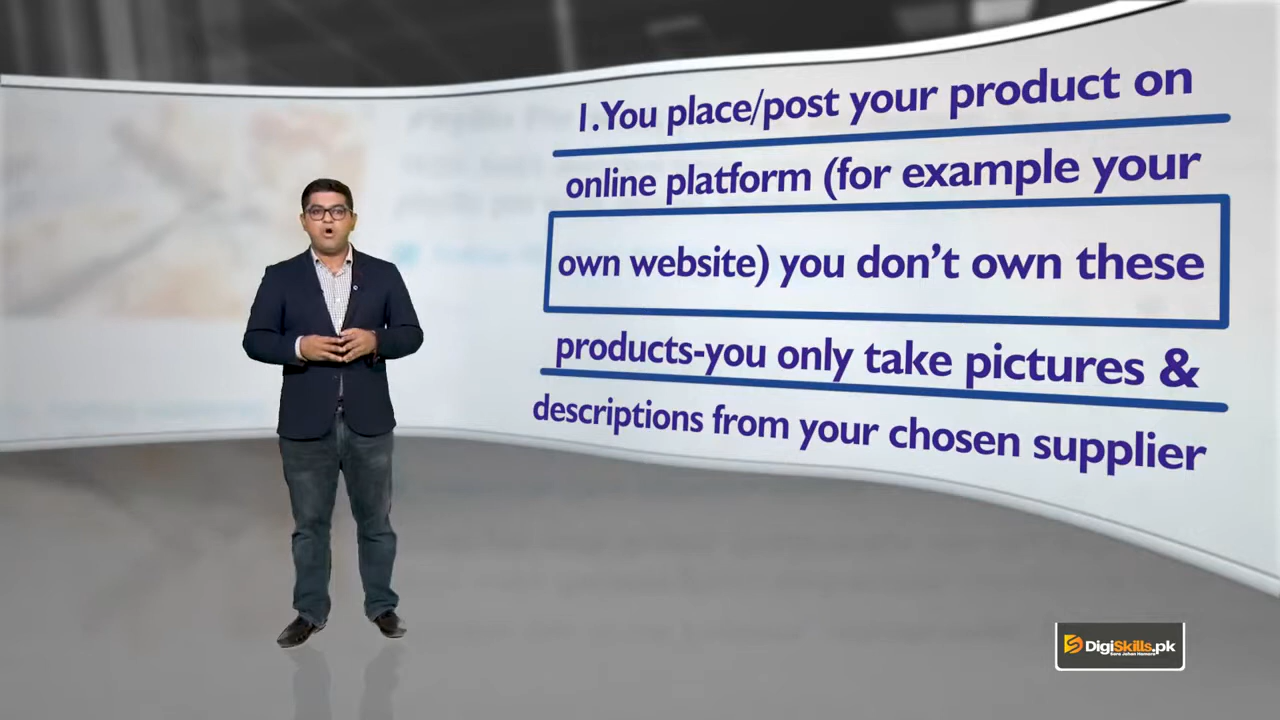 1.You place/post your product on
online platform (for example your
own website) you don't own these
products-you only take pictures &
descriptions from your chosen supplier
DigiSkills.pk